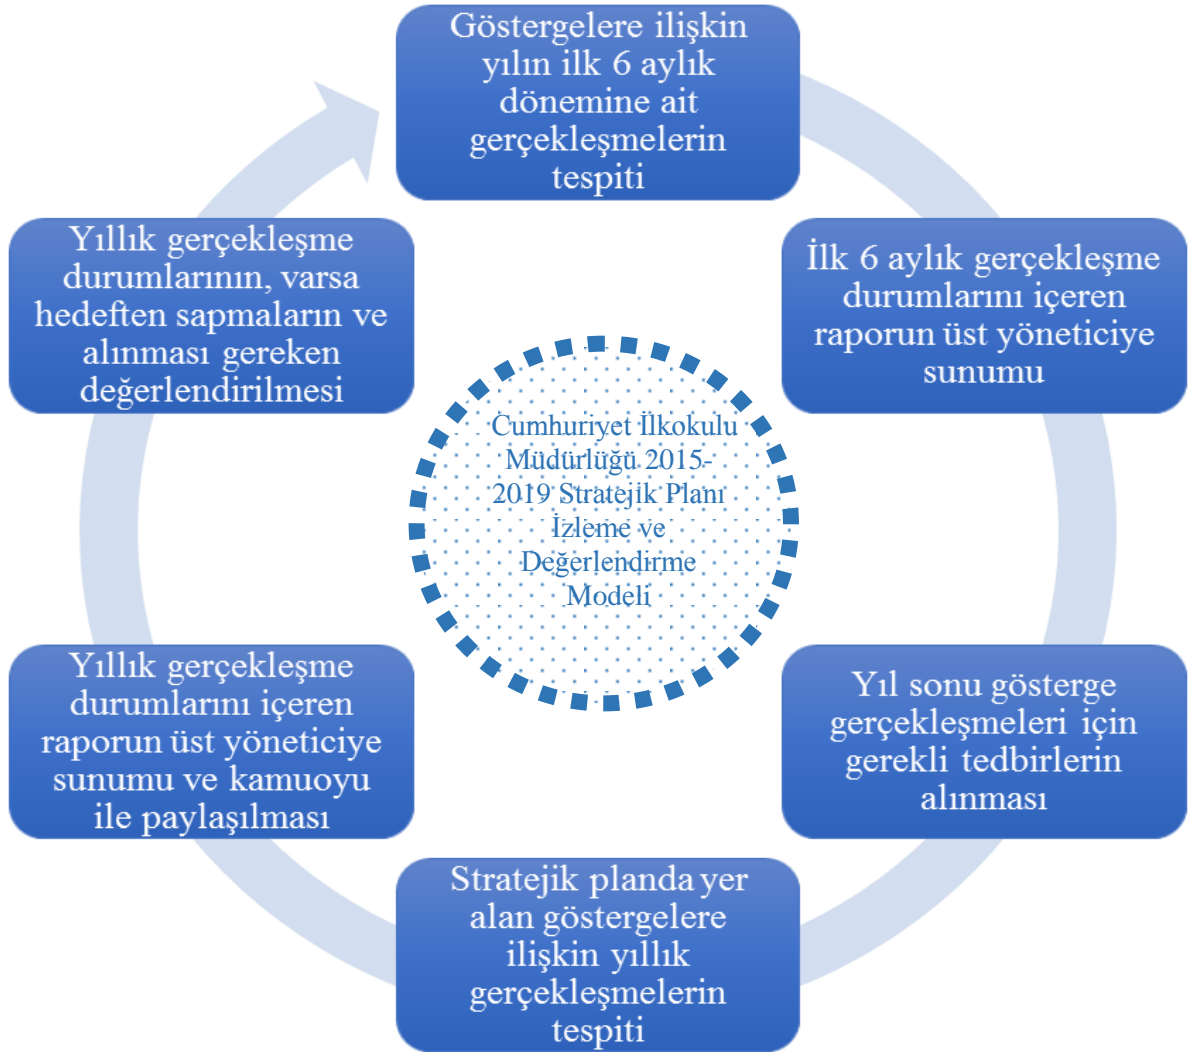 Göstergelere ilişkin
yılın ilk 6 aylık
dönemine ait
gerçekleşmelerin
tespiti
İlk 6 aylık gerçekleşme
durumlarını içeren
raporun üst yöneticiye
sunumu
Yıl sonu gösterge
gerçekleşmeleri için
gerekli tedbirlerin
alınması
Stratejik planda yer
alan göstergelere
ilişkin yıllık
gerçekleşmelerin
tespiti
Yıllık gerçekleşme
durumlarını içeren
raporun üst yöneticiye
sunumu ve kamuoyu
ile paylaşılması
Yıllık gerçekleşme
durumlarının, varsa
hedeften sapmaların ve
alınması gereken
değerlendirilmesi
Cumhuriyet İlkokulu
Müdürlüğü 2015-
2019 Stratejik Planı
İzleme ve
Değerlendirme
Modeli